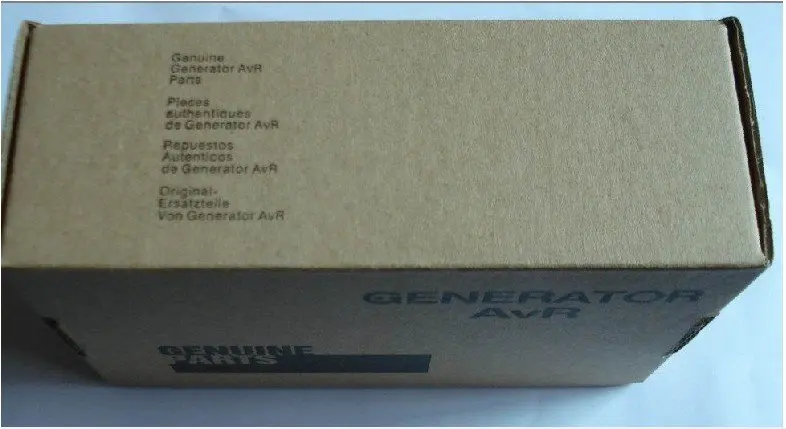 Genuine
Generator AvR
Parts
Pieces
authentiques
de Generator AvR
Repuestos
Autenticos
de Generator AvR
Original-
Ersatzteile
Von Generator AvR
GENERATOR
AvR
GENUINE
PARTS